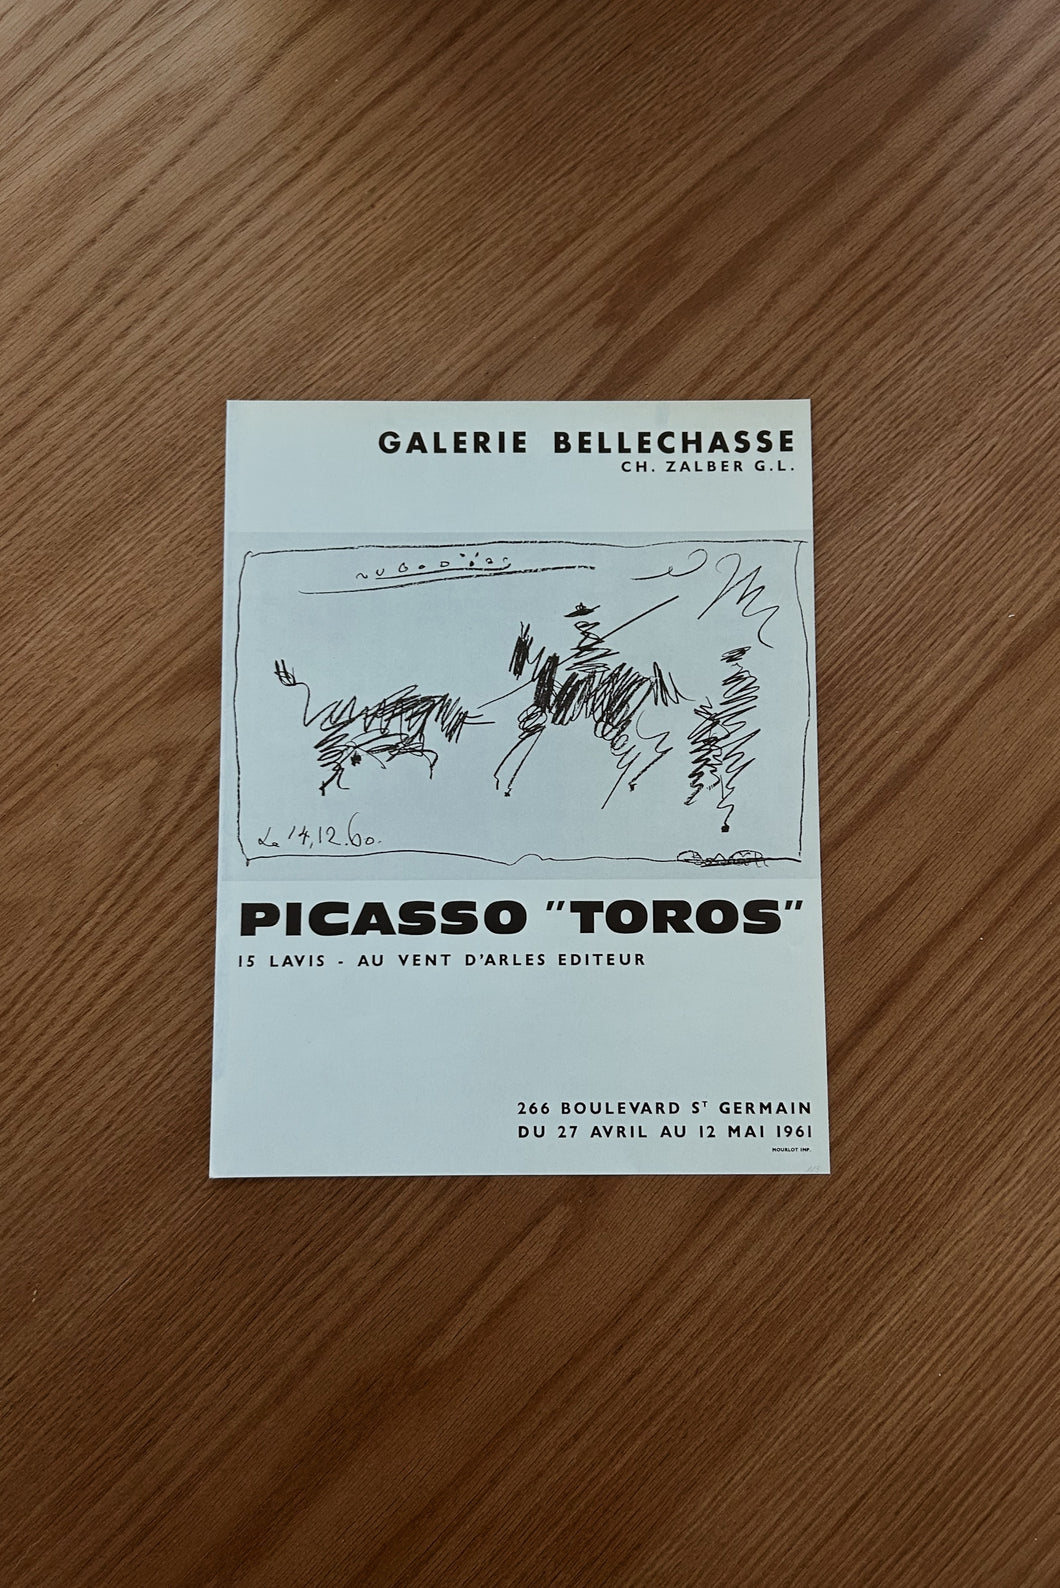 GALERIE BELLECHASSE
CH. ZALBER G.L.
Le 14,12.60.
PICASSO "TOROS"
15 LAVIS - AU VENT D'ARLES EDITEUR
266 BOULEVARD Sᵀ GERMAIN
DU 27 AVRIL AU 12 MAI 1961
MOURLOT IMP.